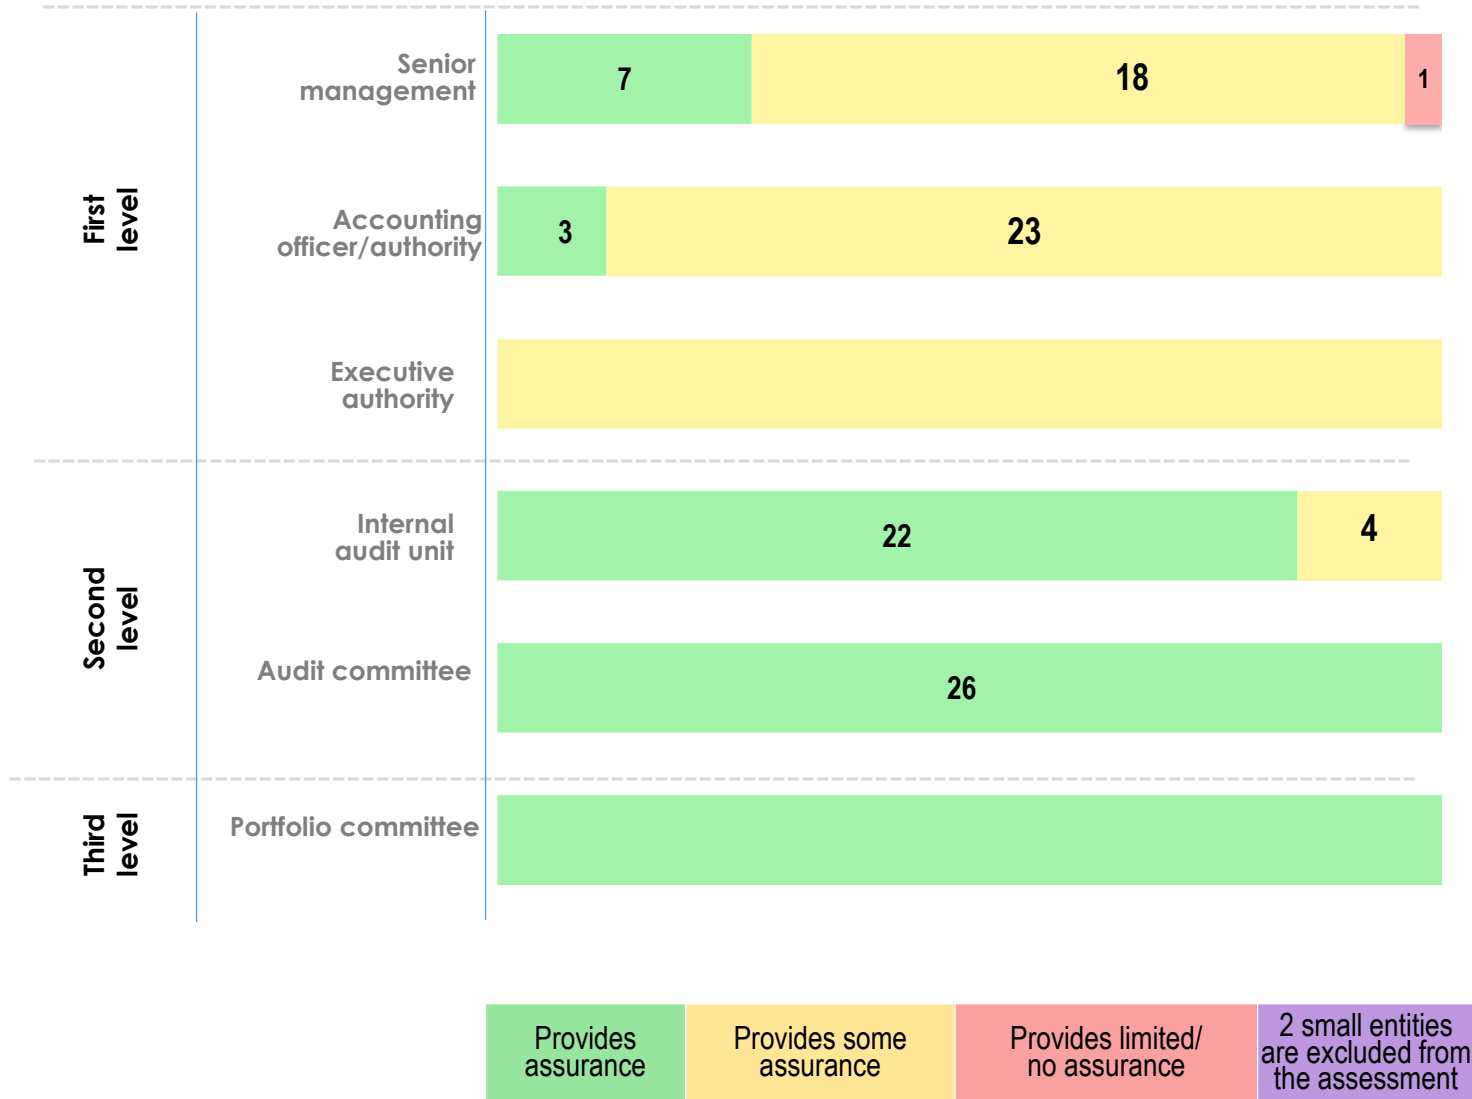 First
level
Senior
management
7
18
1
Accounting
officer/authority
3
23
Executive
authority
Second
level
Internal
audit unit
22
4
Audit committee
26
Third
level
Portfolio committee
Provides
assurance
Provides some
assurance
Provides limited/
no assurance
2 small entities
are excluded from
the assessment